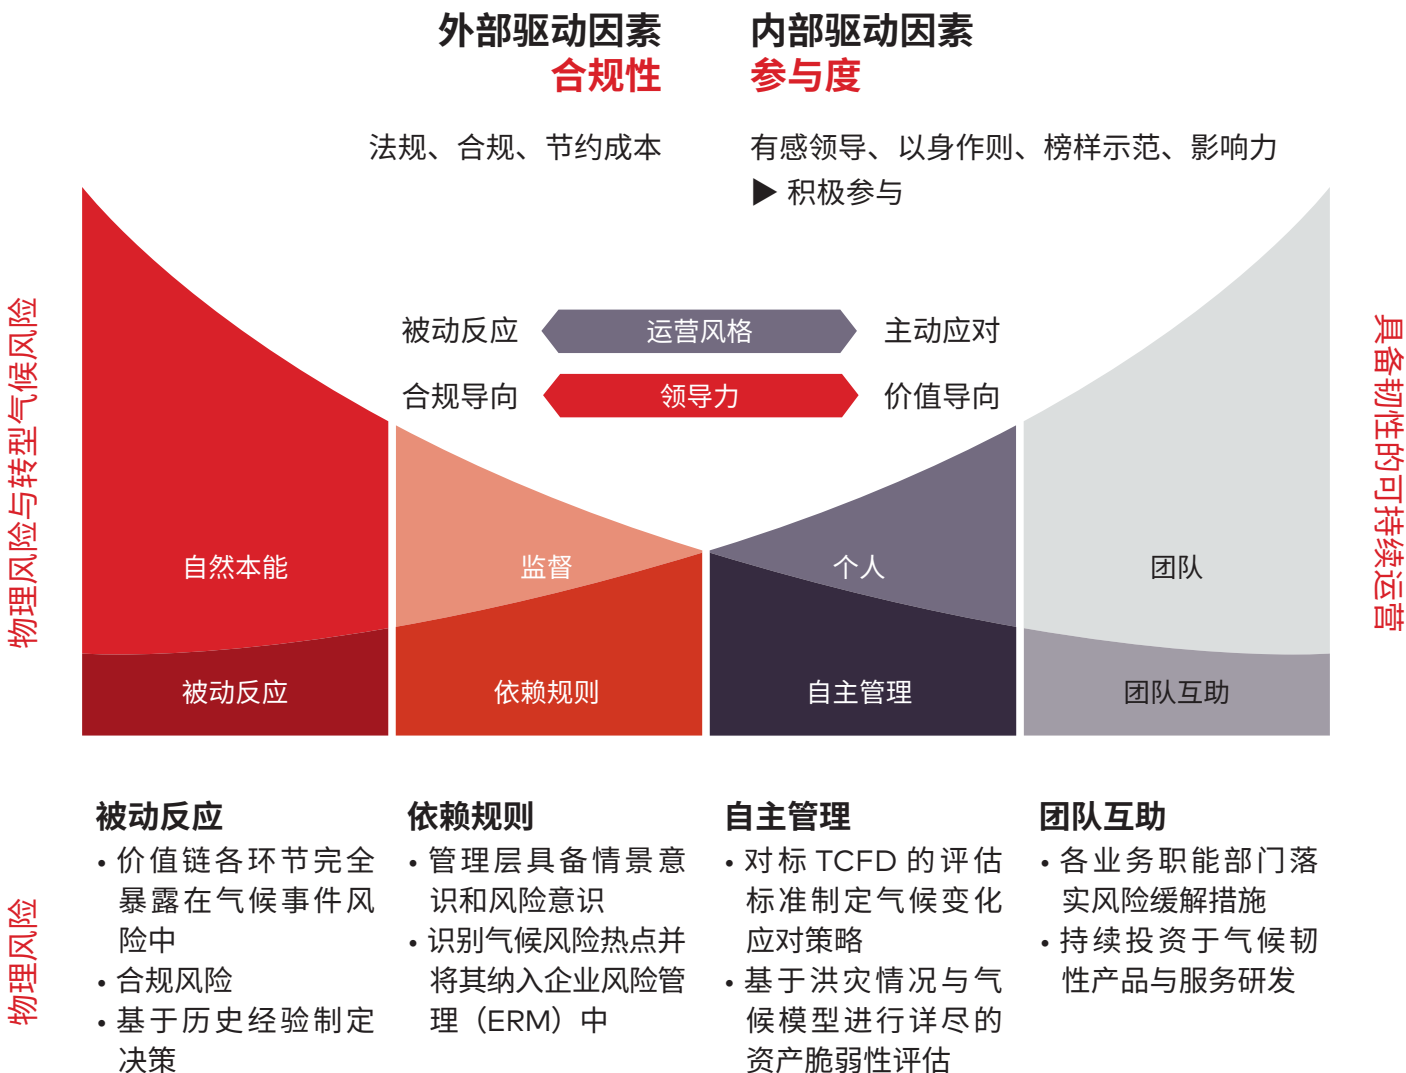 外部驱动因素
合规性
法规、合规、节约成本
内部驱动因素
参与度
有感领导、以身作则、榜样示范、影响力
▶ 积极参与
物理风险与转型气候风险
被动反应
运营风格
主动应对
合规导向
领导力
价值导向
具备韧性的可持续运营
自然本能
监督
个人
团队
被动反应
依赖规则
自主管理
团队互助
物理风险
被动反应
• 价值链各环节完全
暴露在气候事件风
险中
• 合规风险
• 基于历史经验制定
决策
依赖规则
• 管理层具备情景意
识和风险意识
• 识别气候风险热点并
将其纳入企业风险管
理（ERM）中
自主管理
• 对标 TCFD 的评估
标准制定气候变化
应对策略
• 基于洪灾情况与气
候模型进行详尽的
资产脆弱性评估
团队互助
• 各业务职能部门落
实风险缓解措施
• 持续投资于气候韧
性产品与服务研发